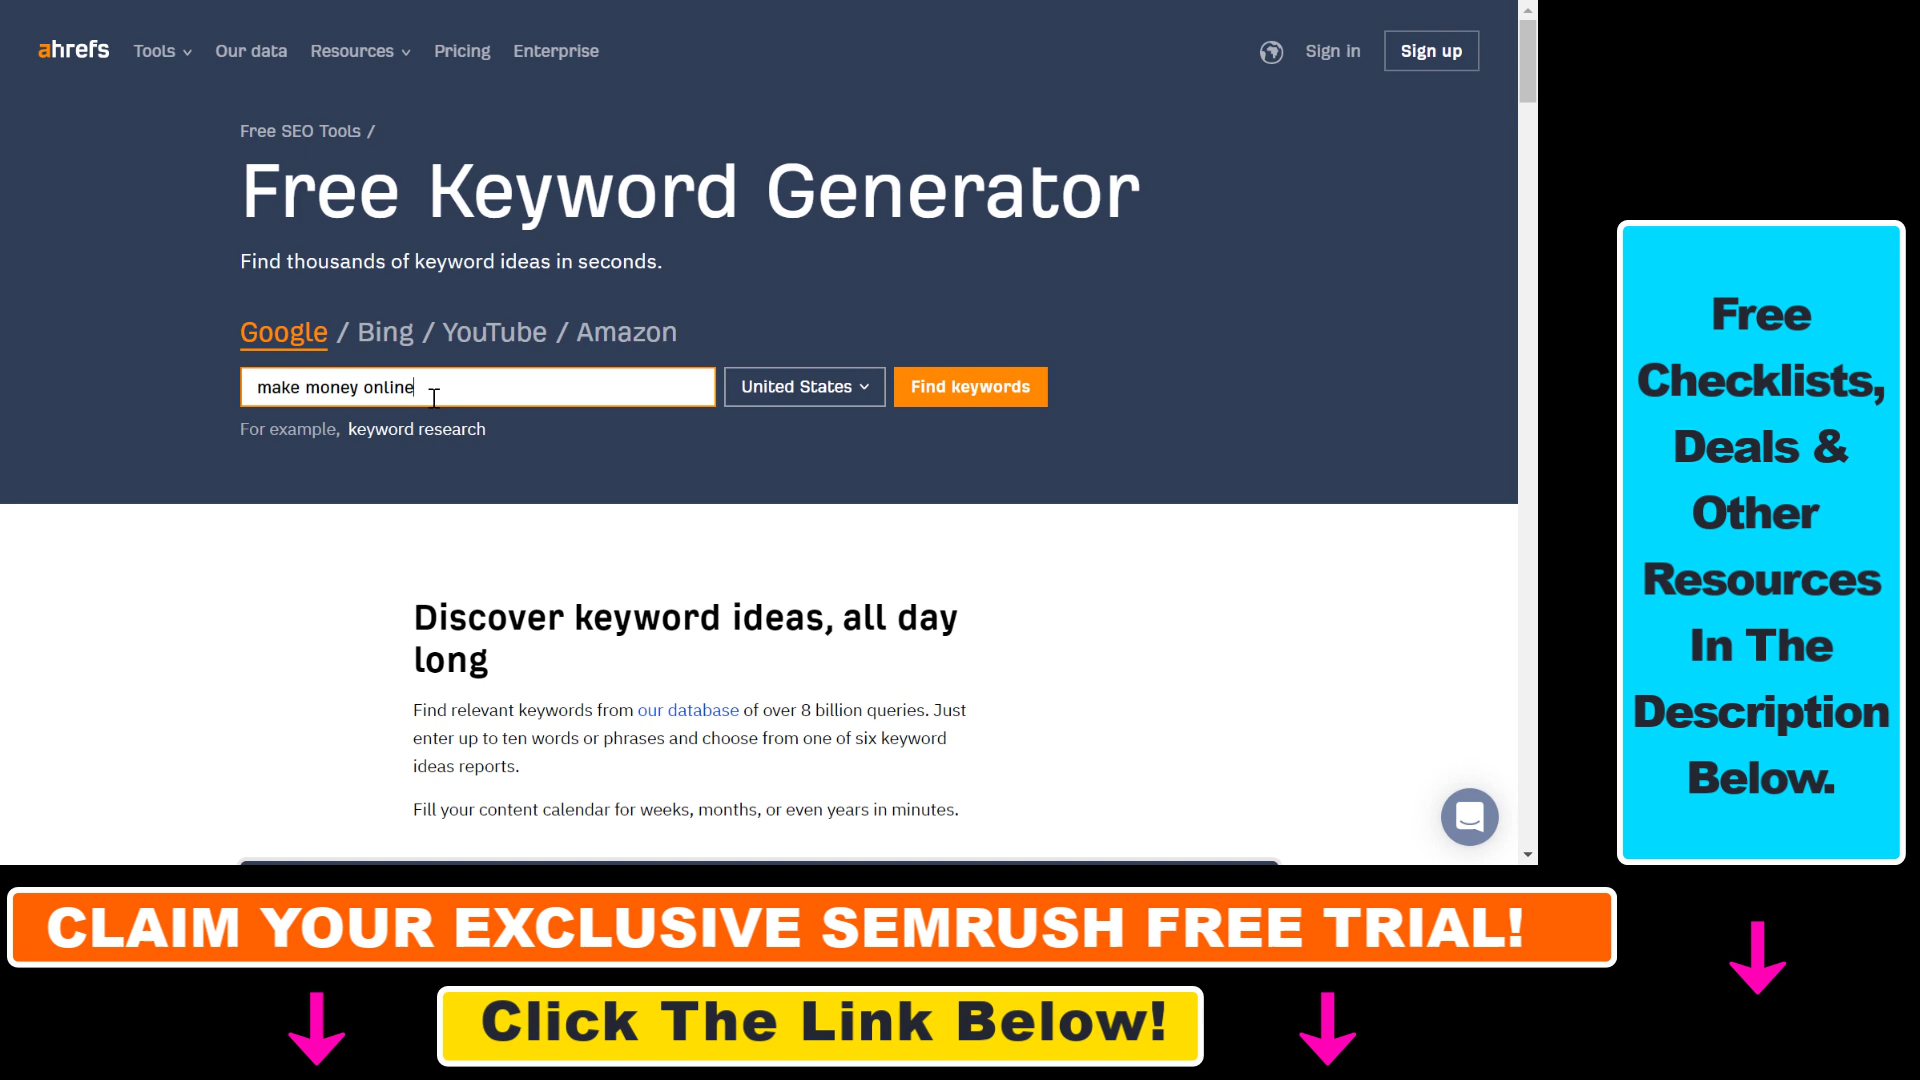 ahrefs Tools Our data Resources Pricing Enterprise Sign in Sign up
Free SEO Tools /
Free Keyword Generator
Find thousands of keyword ideas in seconds.
Google / Bing / YouTube / Amazon
make money online United States Find keywords
For example, keyword research
Discover keyword ideas, all day
long
Find relevant keywords from our database of over 8 billion queries. Just
enter up to ten words or phrases and choose from one of six keyword
ideas reports.
Fill your content calendar for weeks, months, or even years in minutes.
Free
Checklists,
Deals &
Other
Resources
In The
Description
Below.
CLAIM YOUR EXCLUSIVE SEMRUSH FREE TRIAL!
Click The Link Below!